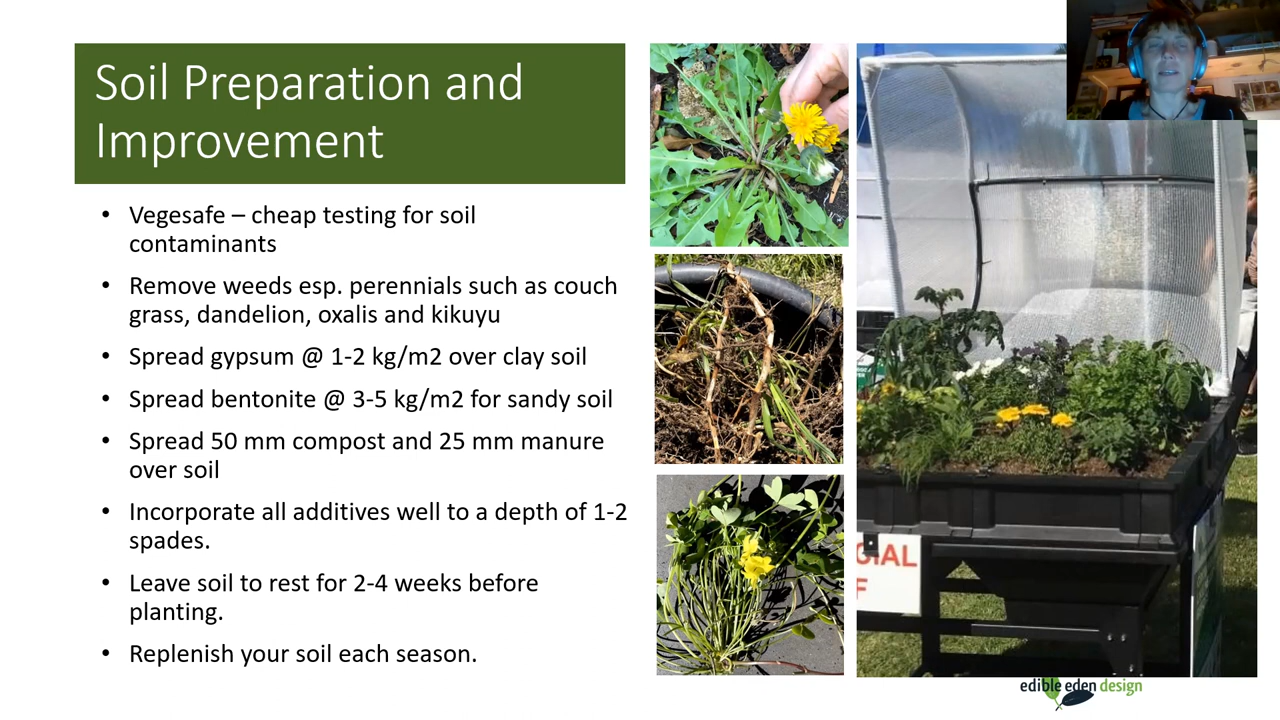 Soil Preparation and
Improvement
• Vegesafe – cheap testing for soil
contaminants
• Remove weeds esp. perennials such as couch
grass, dandelion, oxalis and kikuyu
• Spread gypsum @ 1-2 kg/m2 over clay soil
• Spread bentonite @ 3-5 kg/m2 for sandy soil
• Spread 50 mm compost and 25 mm manure
over soil
• Incorporate all additives well to a depth of 1-2
spades.
• Leave soil to rest for 2-4 weeks before
planting.
• Replenish your soil each season.
CIAL
F
edible eden design